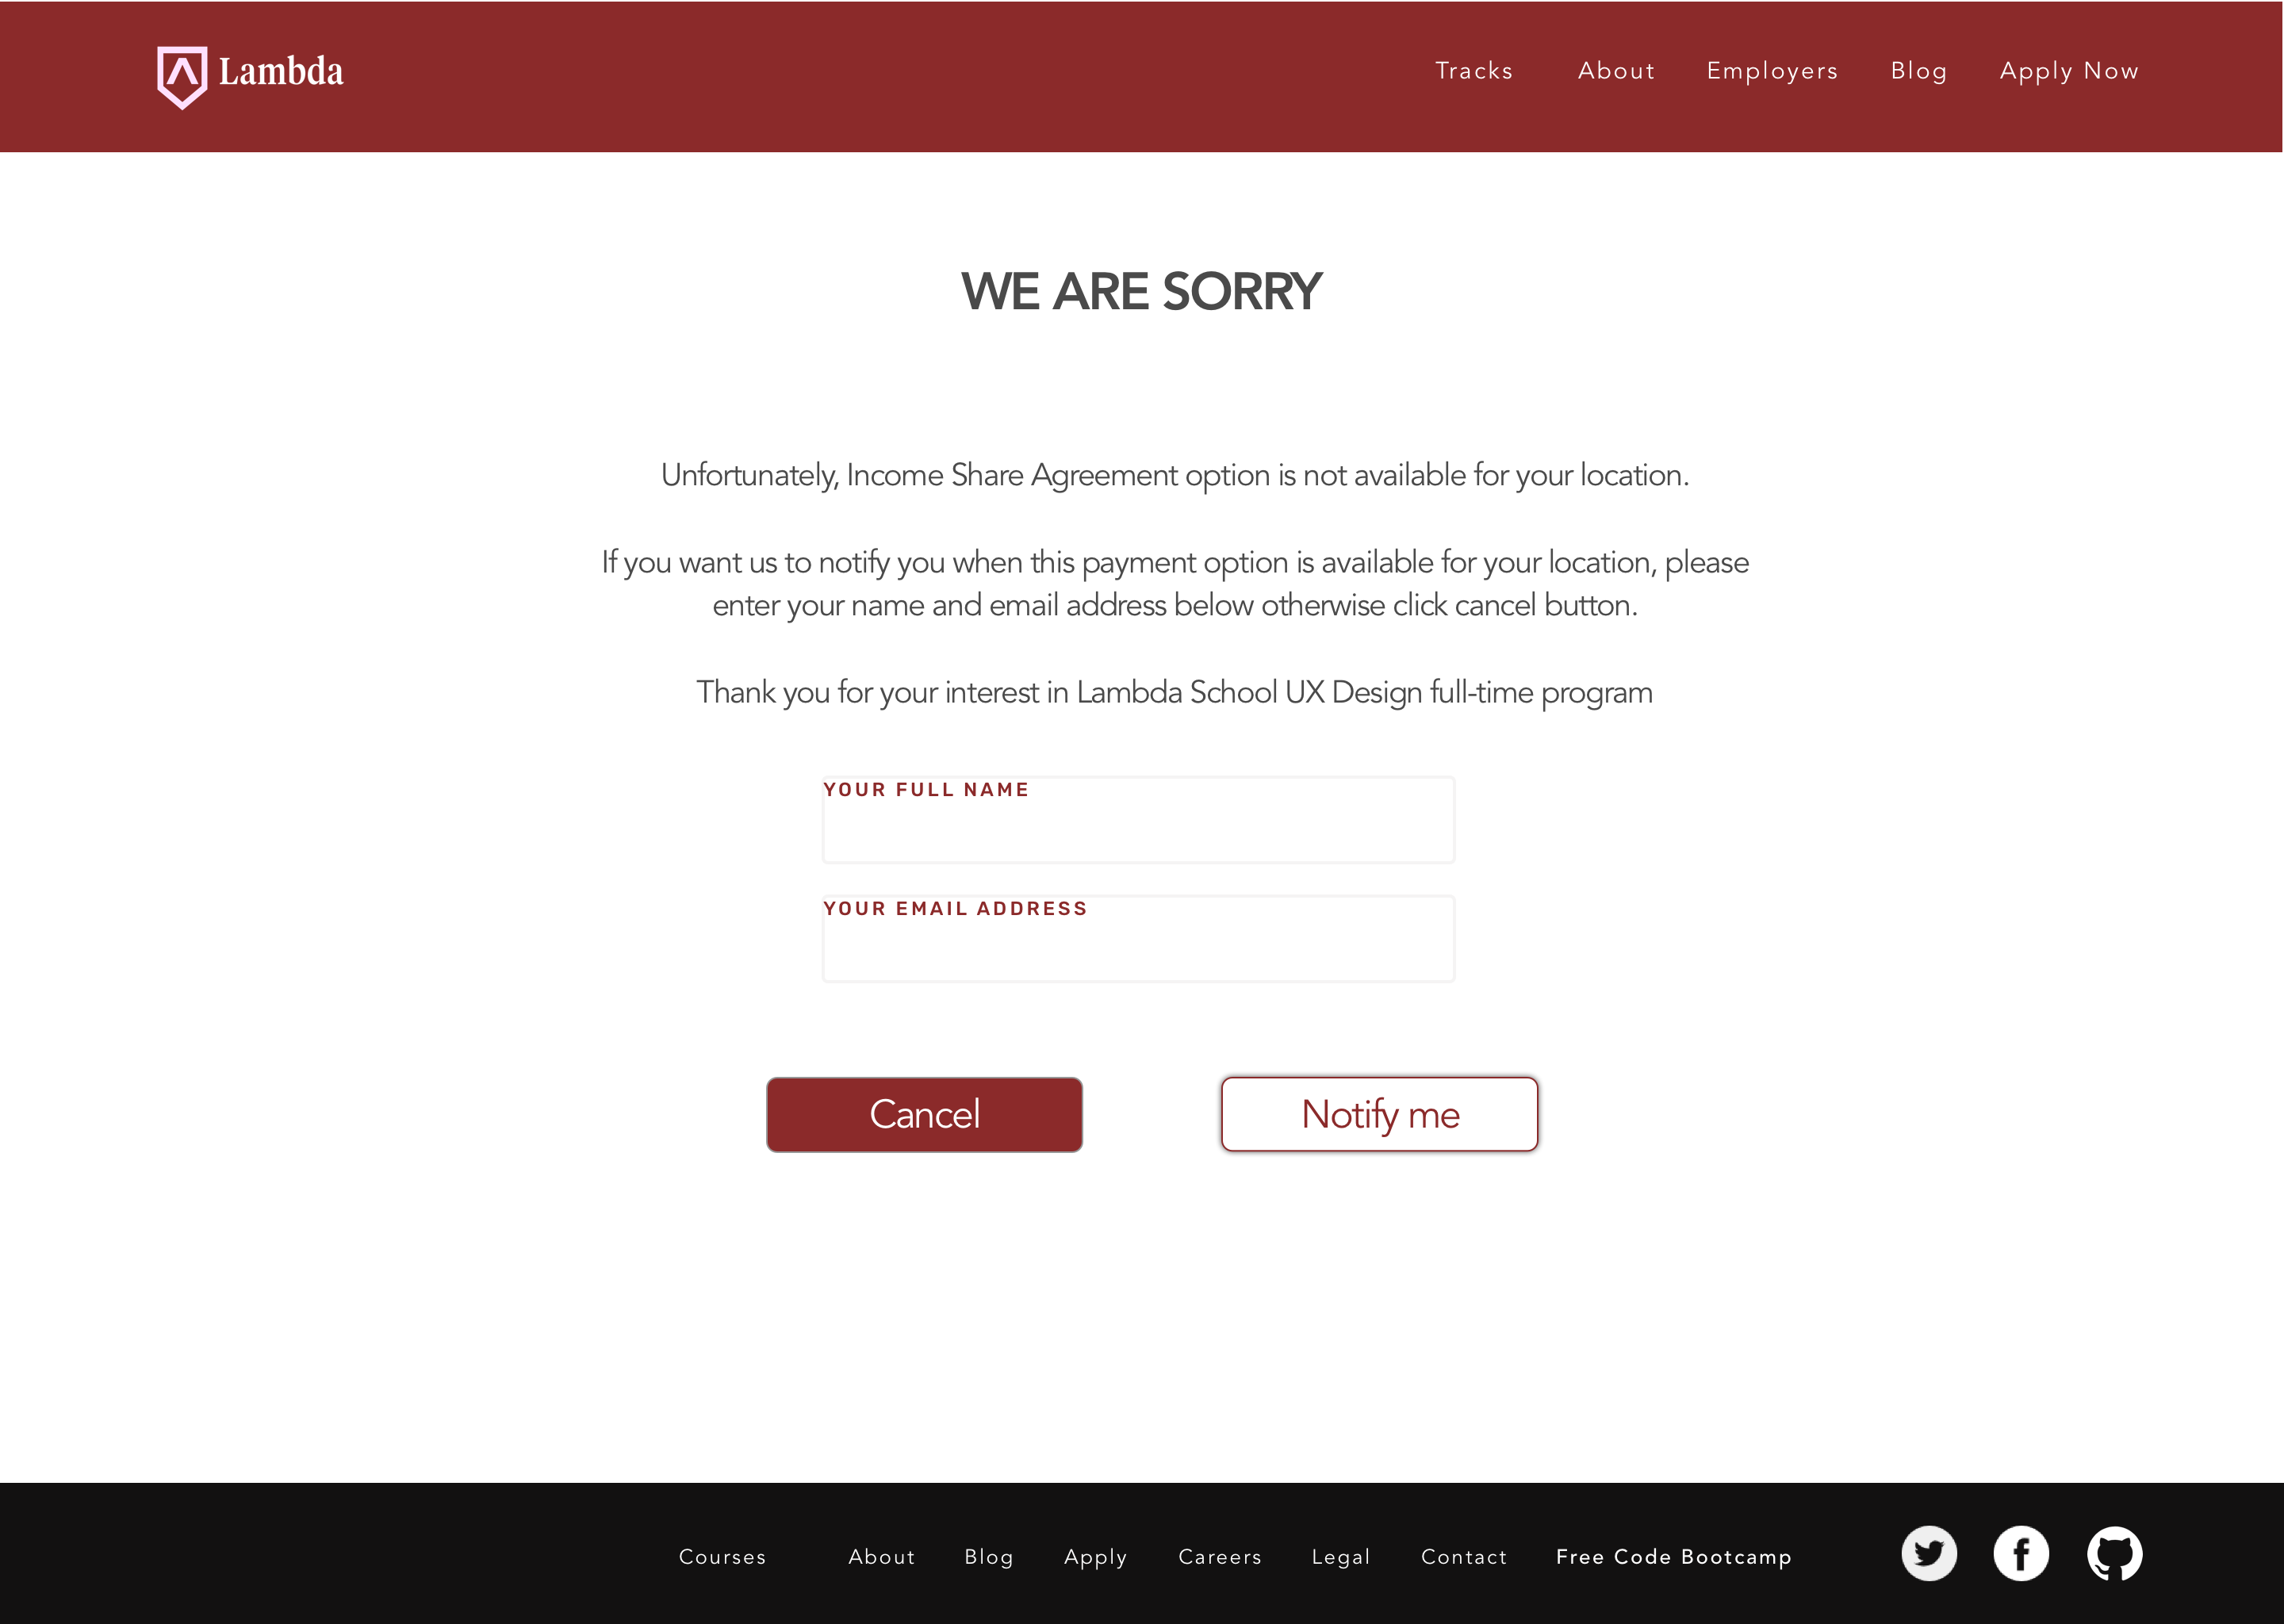 Lambda
Tracks About Employers Blog Apply Now
WE ARE SORRY
Unfortunately, Income Share Agreement option is not available for your location.
If you want us to notify you when this payment option is available for your location, please
enter your name and email address below otherwise click cancel button.
Thank you for your interest in Lambda School UX Design full-time program
YOUR FULL NAME
YOUR EMAIL ADDRESS
Cancel Notify me
Courses About Blog Apply Careers Legal Contact Free Code Bootcamp